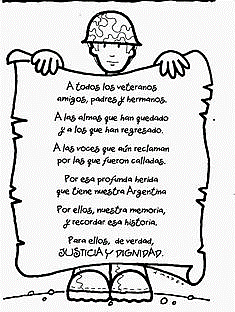 A todos los veteranos
amigos, padres y hermanos.
A las almas que han quedado
y a los que han regresado.
A las voces que aún reclaman
por las que fueron calladas.
Por esa profunda herida
que tiene nuestra Argentina
Por ellos, nuestra memoria,
y recordar esa historia.
Para ellos, de verdad,
JUSTICIA Y DIGNIDAD.